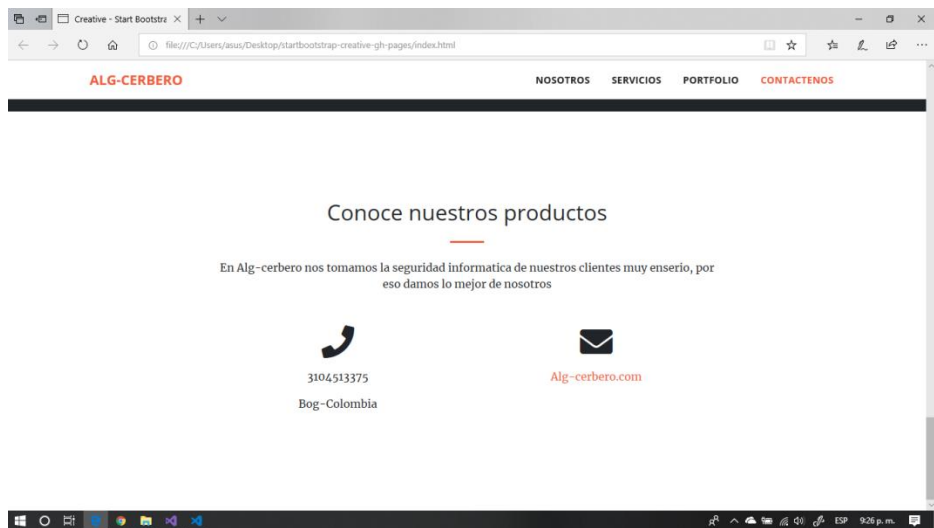 Creative - Start Bootstra
file:///C:/Users/asus/Desktop/startbootstrap-creative-gh-pages/index.html
ALG-CERBERO
NOSOTROS SERVICIOS PORTFOLIO CONTACTENOS
Conoce nuestros productos
En Alg-cerbero nos tomamos la seguridad informatica de nuestros clientes muy enserio, por
eso damos lo mejor de nosotros
3104513375
Alg-cerbero.com
Bog-Colombia
ESP 9:26 p. m.